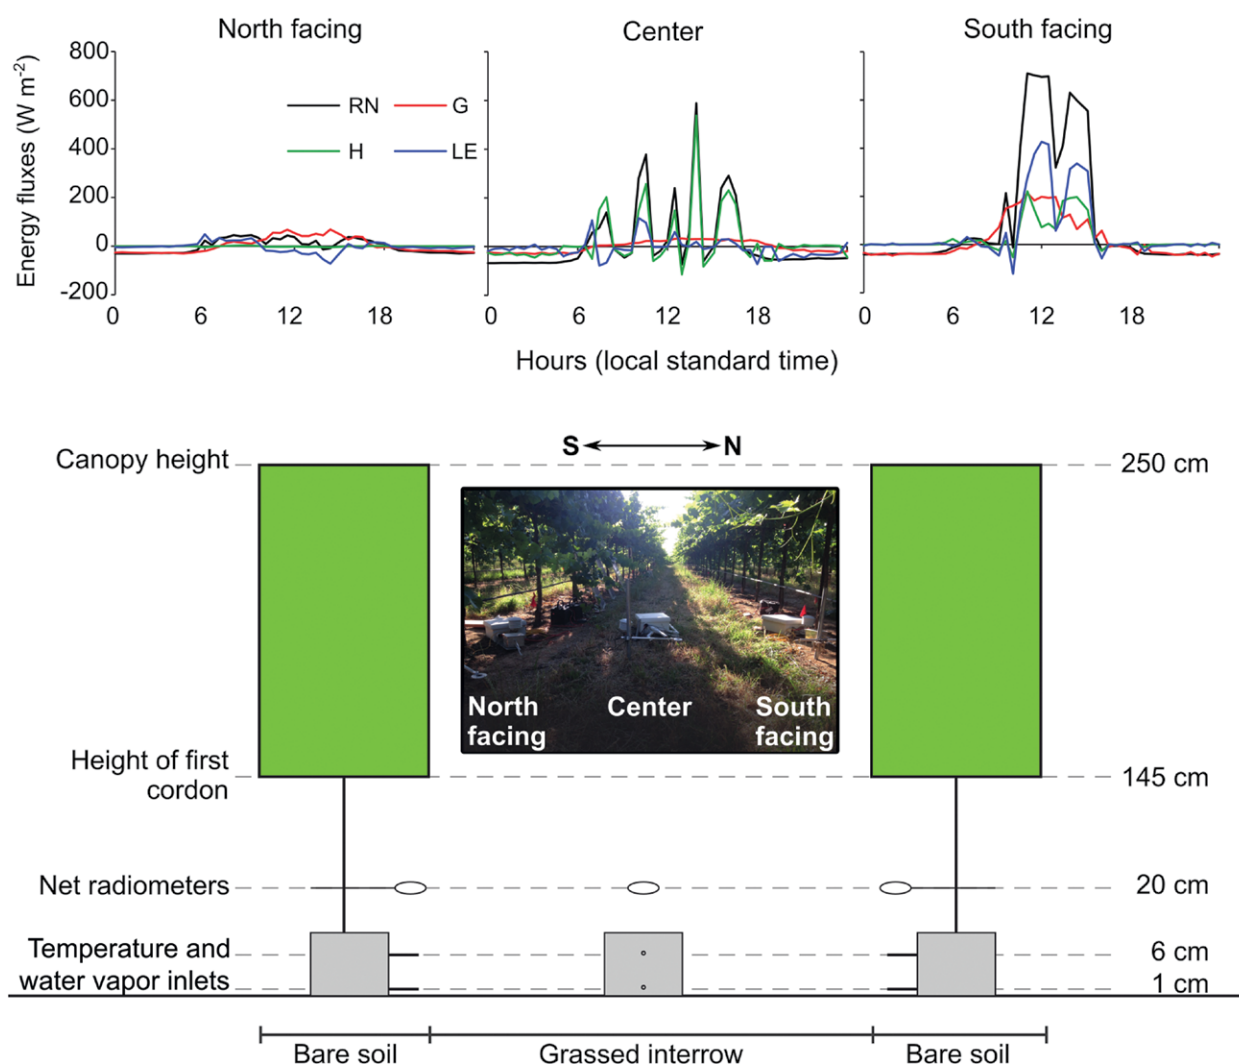 North facing
Center
South facing
Energy fluxes (W m-2)
800
600
400
200
0
-200
RN
G
H
LE
0 6 12 18
0 6 12 18
0 6 12 18
Hours (local standard time)
S N
Canopy height
250 cm
North
facing
Center
South
facing
Height of first
cordon
145 cm
Net radiometers
20 cm
Temperature and
water vapor inlets
6 cm
1 cm
Bare soil
Grassed interrow
Bare soil